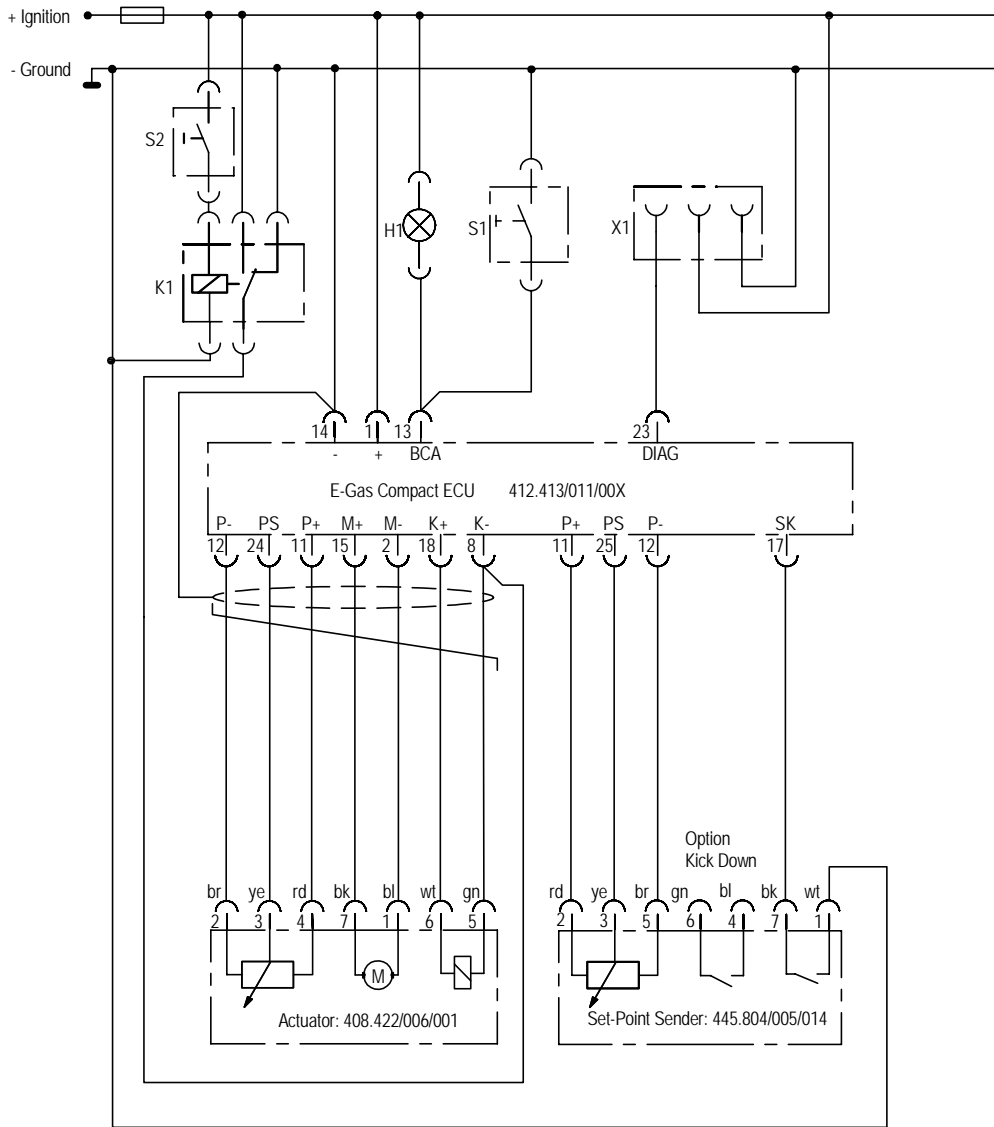 + Ignition
- Ground
S2
K1
H1
S1
X1
14 1 13 23
- + BCA DIAG
E-Gas Compact ECU 412.413/011/00X
P- PS P+ M+ M- K+ K- P+ PS P- SK
12 24 11 15 2 18 8 11 25 12 17
Option
Kick Down
br ye rd bk bl wt gn rd ye br gn bl bk wt
2 3 4 7 1 6 5 2 3 5 6 4 7 1
M
Actuator: 408.422/006/001
Set-Point Sender: 445.804/005/014